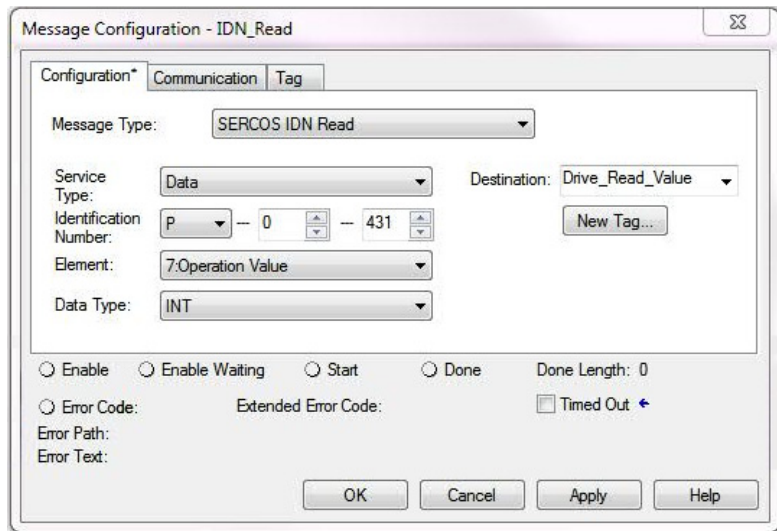 Message Configuration - IDN_Read
Configuration* Communication Tag
Message Type: SERCOS IDN Read
Service Type: Data Destination: Drive_Read_Value
Identification Number: P --- 0 --- 431 New Tag...
Element: 7:Operation Value
Data Type: INT
Enable Enable Waiting Start Done Done Length: 0
Error Code: Extended Error Code: Timed Out
Error Path:
Error Text:
OK Cancel Apply Help